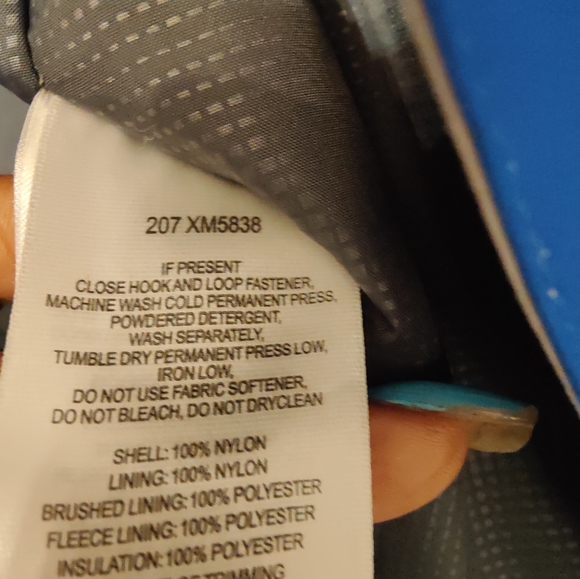 207 XM5838
IF PRESENT
CLOSE HOOK AND LOOP FASTENER,
MACHINE WASH COLD PERMANENT PRESS,
POWDERED DETERGENT,
WASH SEPARATELY,
TUMBLE DRY PERMANENT PRESS LOW,
IRON LOW,
DO NOT USE FABRIC SOFTENER,
DO NOT BLEACH, DO NOT DRYCLEAN
SHELL: 100% NYLON
LINING: 100% NYLON
BRUSHED LINING: 100% POLYESTER
FLEECE LINING: 100% POLYESTER
INSULATION: 100% POLYESTER
OF TRIMMING